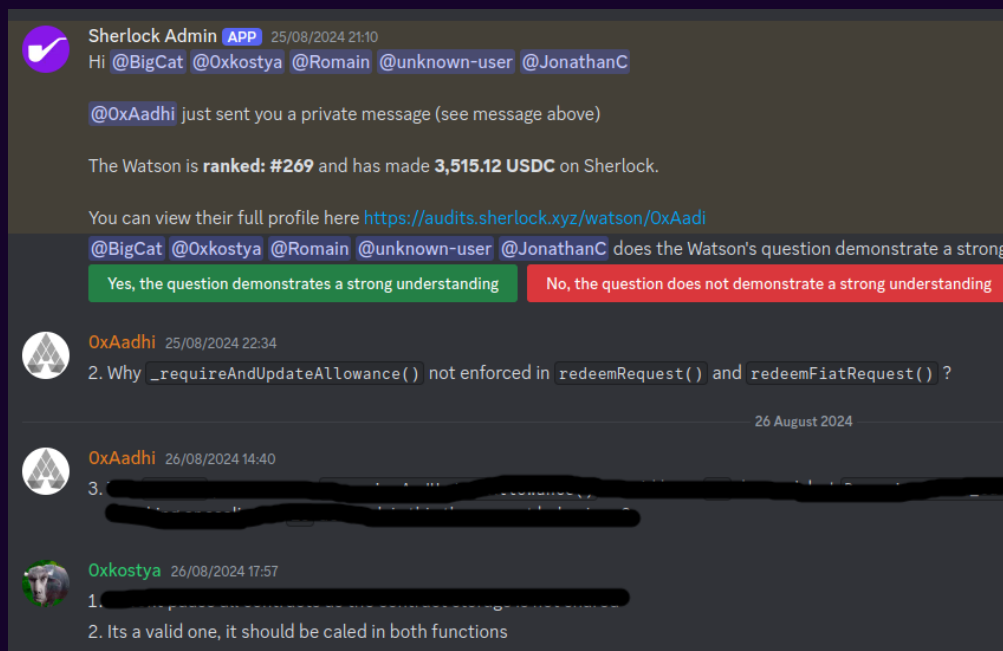 Sherlock Admin APP 25/08/2024 21:10
Hi @BigCat @0xkostya @Romain @unknown-user @JonathanC
@0xAadhi just sent you a private message (see message above)
The Watson is ranked: #269 and has made 3,515.12 USDC on Sherlock.
You can view their full profile here https://audits.sherlock.xyz/watson/0xAadi
@BigCat @0xkostya @Romain @unknown-user @JonathanC does the Watson's question demonstrate a strong
Yes, the question demonstrates a strong understanding No, the question does not demonstrate a strong understanding
0xAadhi 25/08/2024 22:34
2. Why _requireAndUpdateAllowance() not enforced in redeemRequest() and redeemFiatRequest() ?
26 August 2024
0xAadhi 26/08/2024 14:40
3.
0xkostya 26/08/2024 17:57
1.
2. Its a valid one, it should be caled in both functions